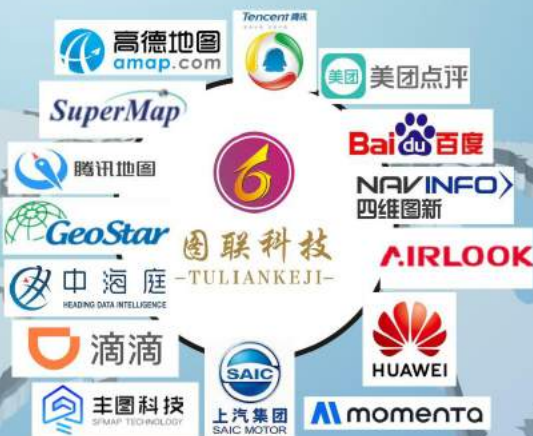 高德地图
amap.com
Tencent 腾讯
美团
美团点评
SuperMap
Bai du 百度
腾讯地图
NAVINFO
四维图新
GeoStar
图联科技
-TULIANKEJI-
AIRLOOK
中海庭
HEADING DATA INTELLIGENCE
滴滴
HUAWEI
丰图科技
SFMAP TECHNOLOGY
SAIC
上汽集团
SAIC MOTOR
momenta